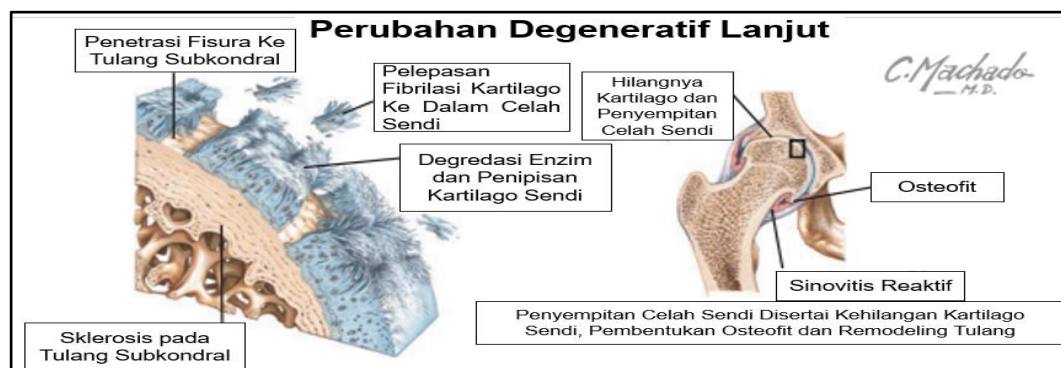 Perubahan Degeneratif Lanjut
Penetrasi Fisura Ke
Tulang Subkondral
Pelepasan
Fibrilasi Kartilago
Ke Dalam Celah
Sendi
Degredasi Enzim
dan Penipisan
Kartilago Sendi
Sklerosis pada
Tulang Subkondral
Hilangnya
Kartilago dan
Penyempitan
Celah Sendi
C. Machado
M.D.
Osteofit
Sinovitis Reaktif
Penyempitan Celah Sendi Disertai Kehilangan Kartilago
Sendi, Pembentukan Osteofit dan Remodeling Tulang